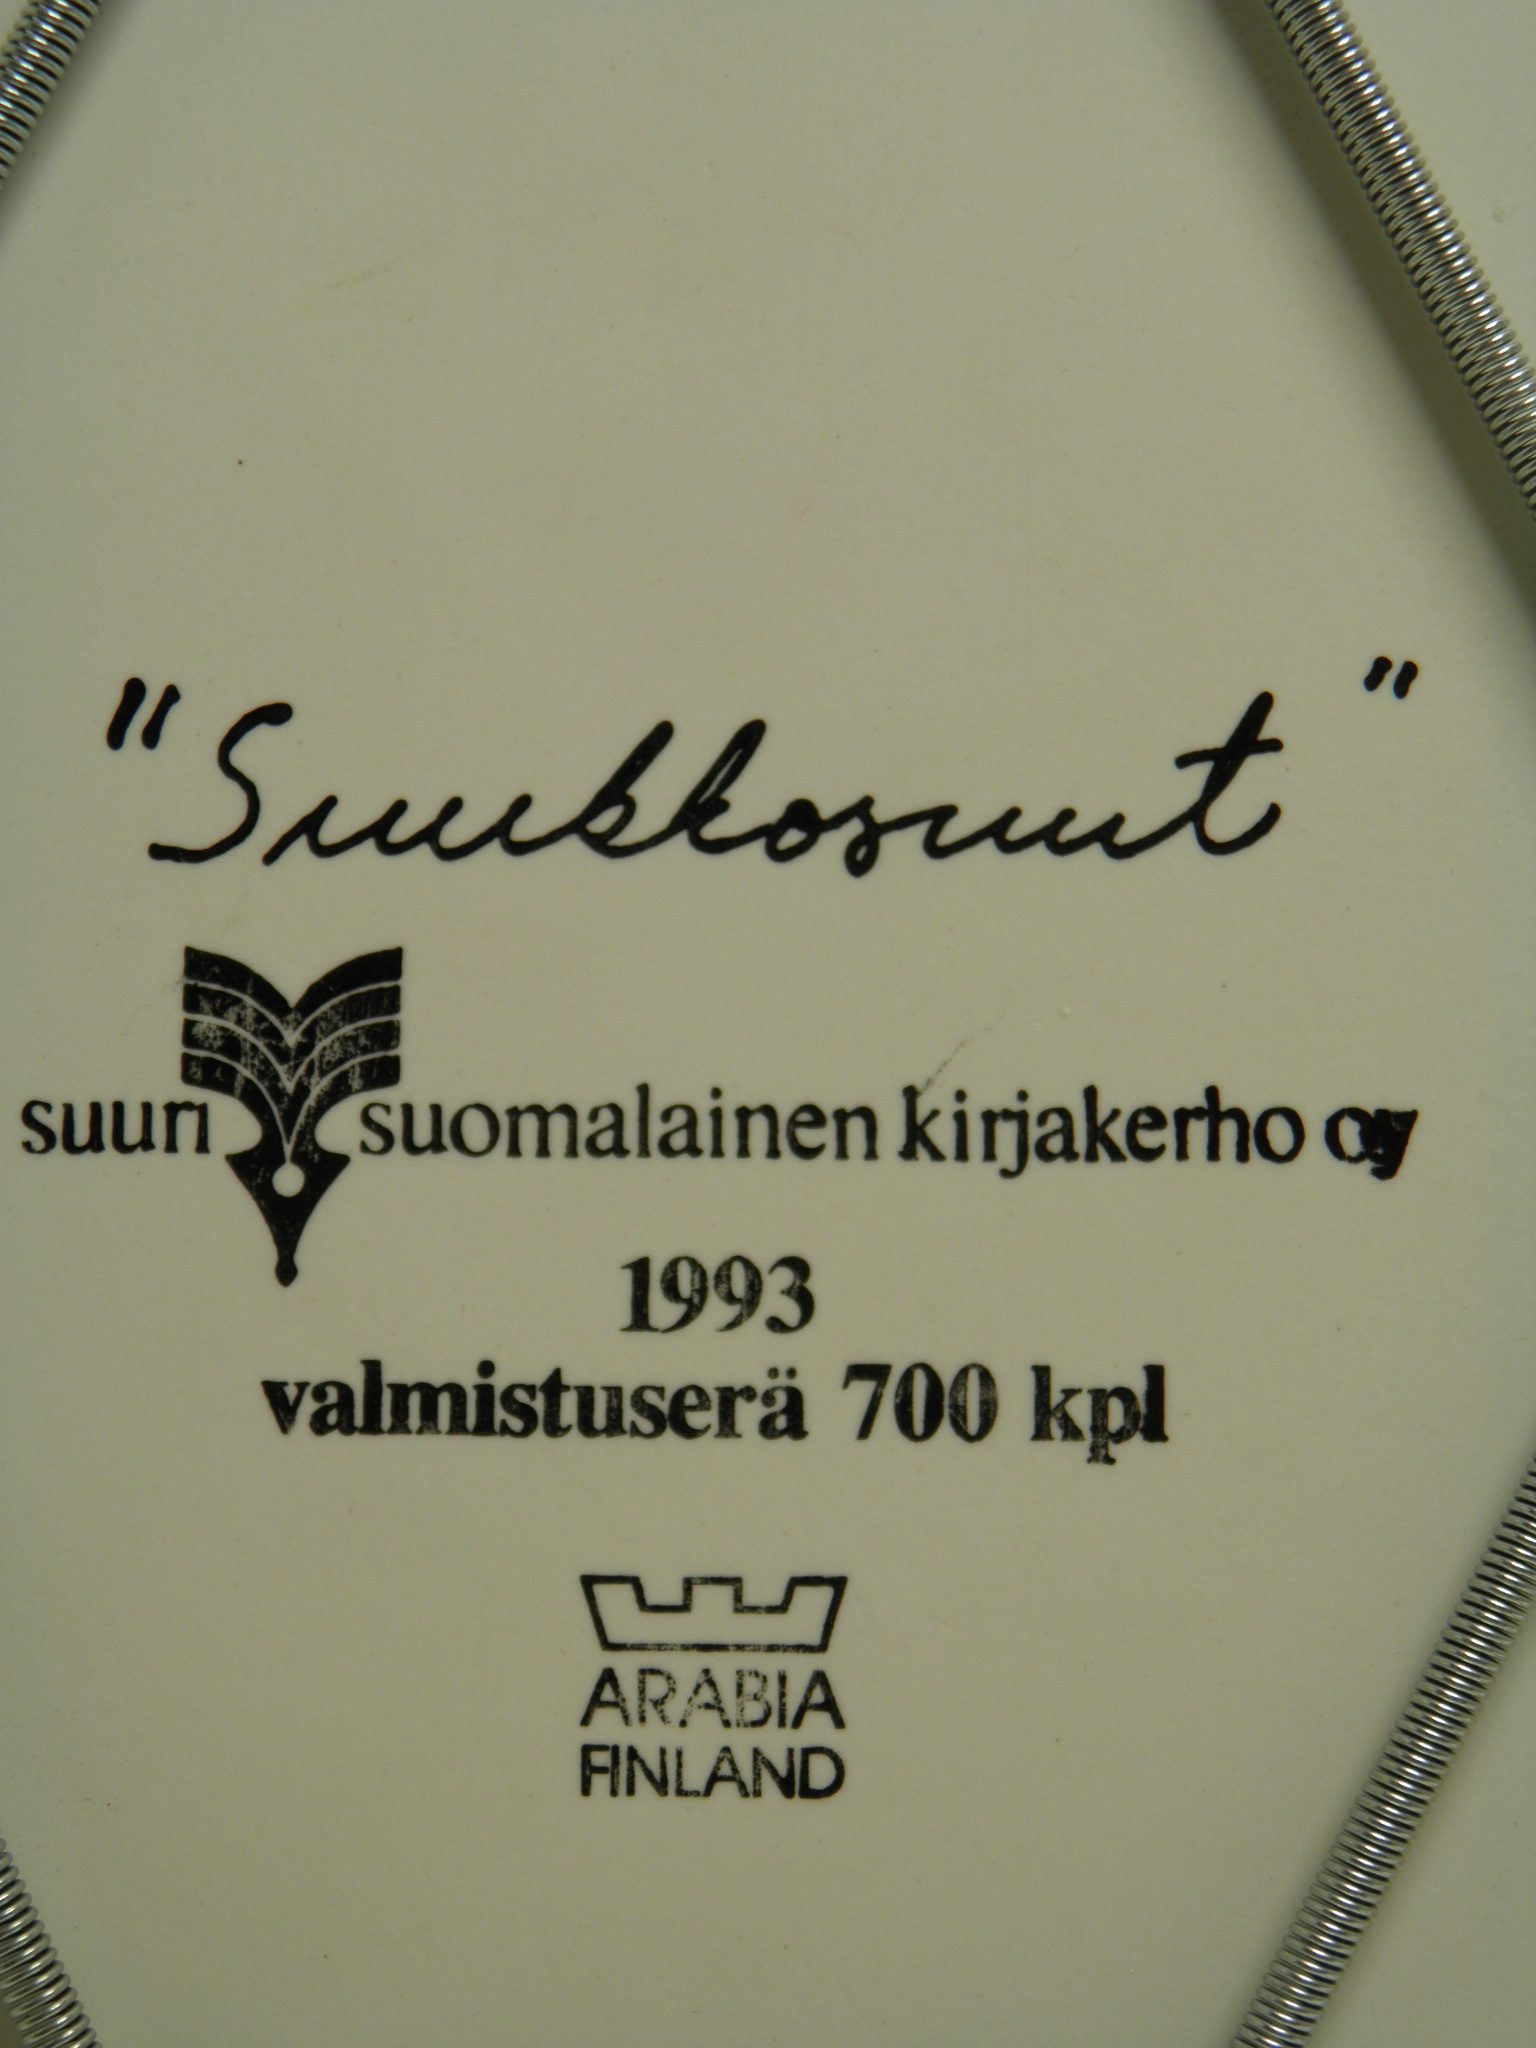 "Suukkosuut"
suuri suomalainen kirjakerho oy
1993
valmistuserä 700 kpl
ARABIA
FINLAND